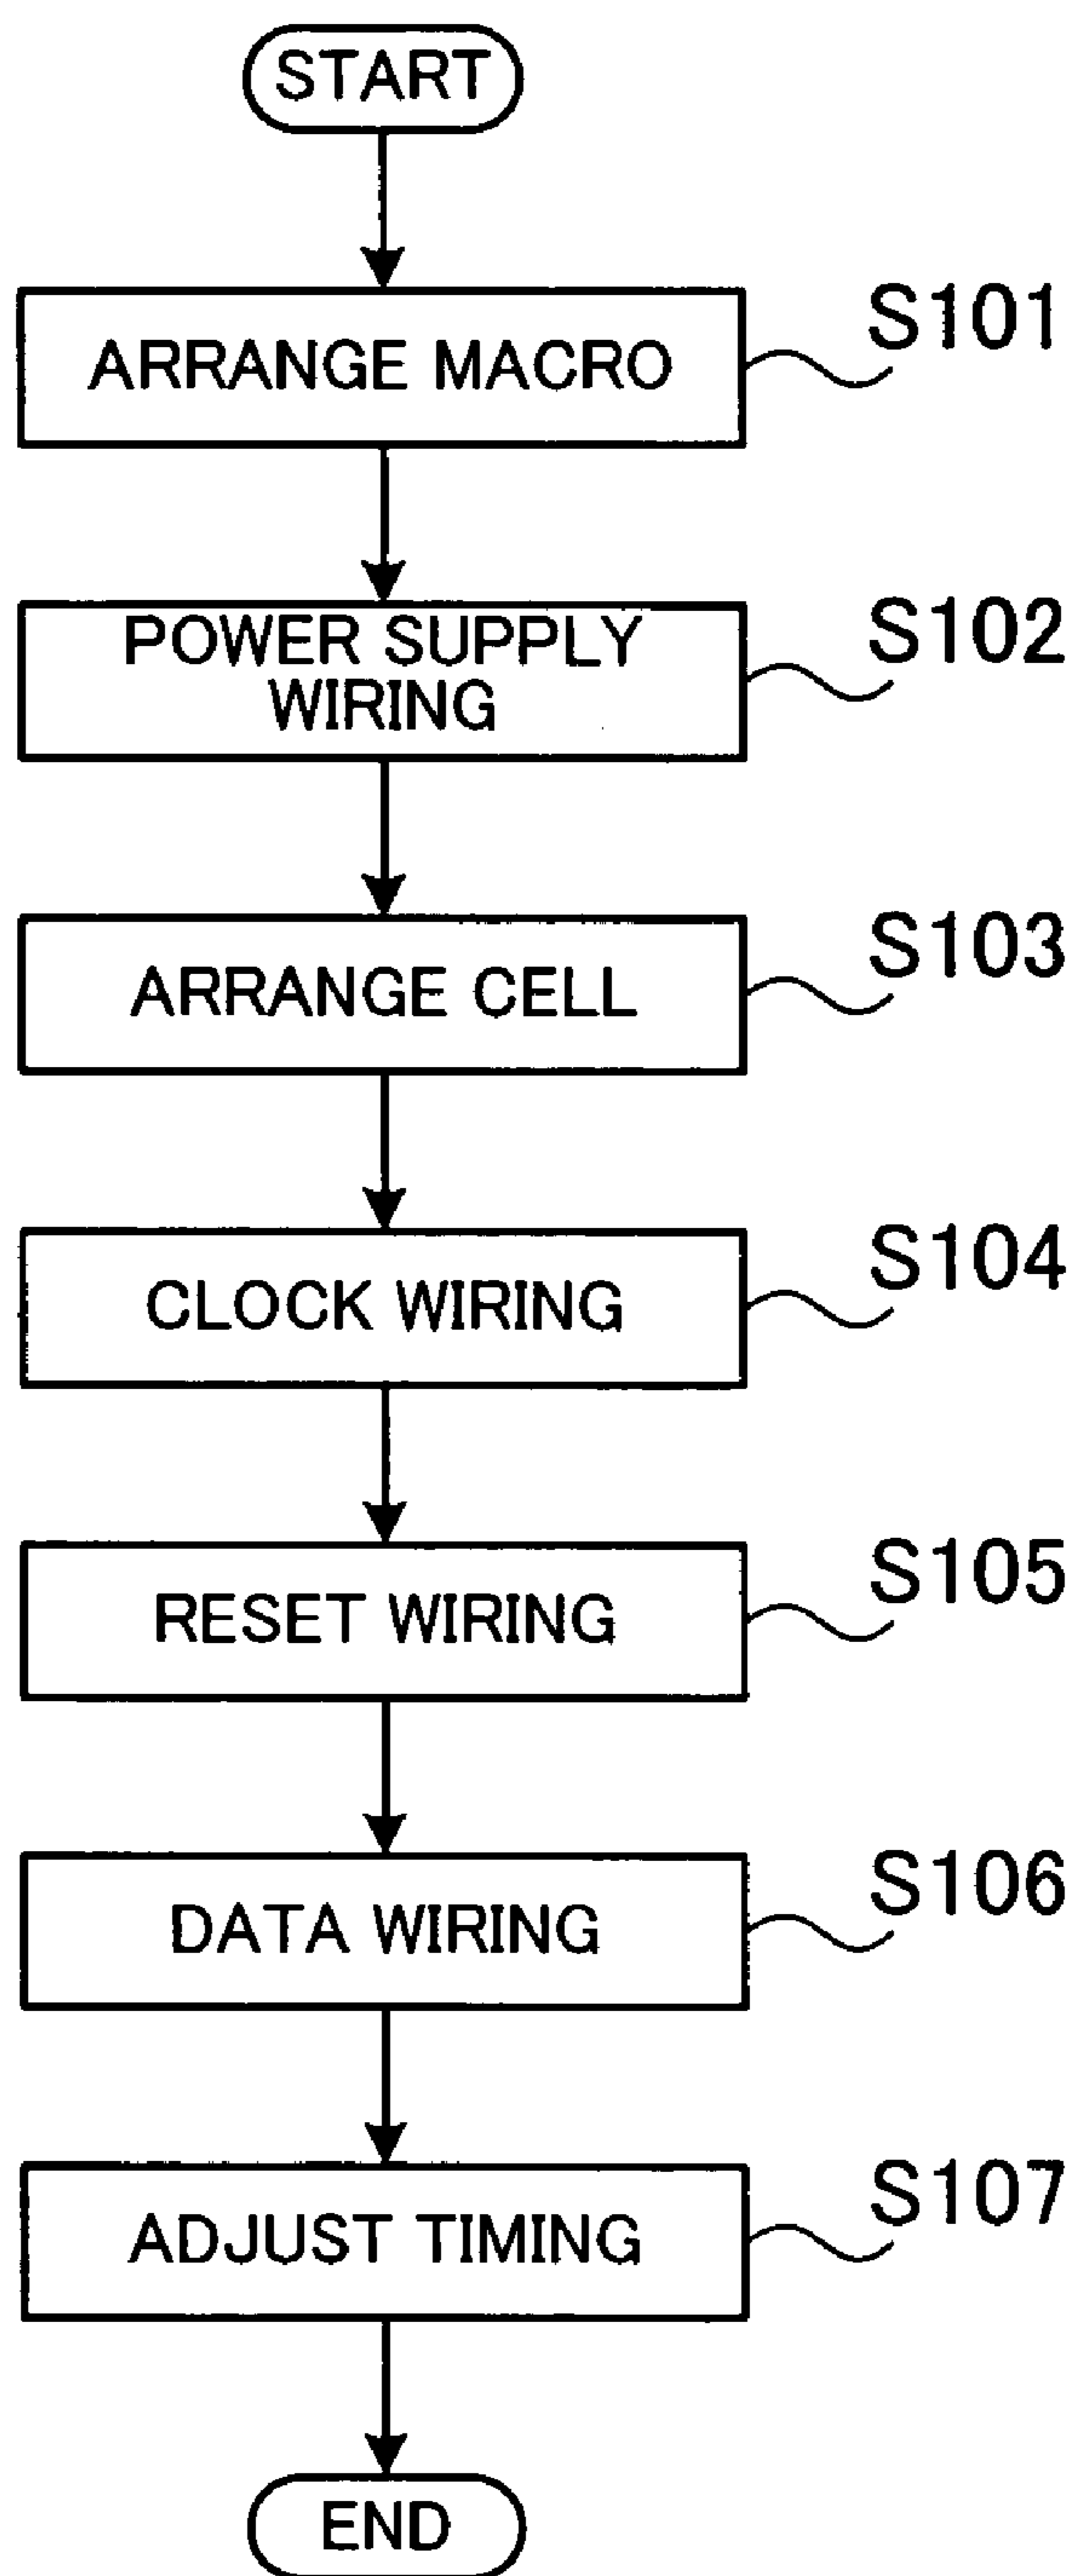 START
ARRANGE MACRO
S101
POWER SUPPLY
WIRING
S102
ARRANGE CELL
S103
CLOCK WIRING
S104
RESET WIRING
S105
DATA WIRING
S106
ADJUST TIMING
S107
END